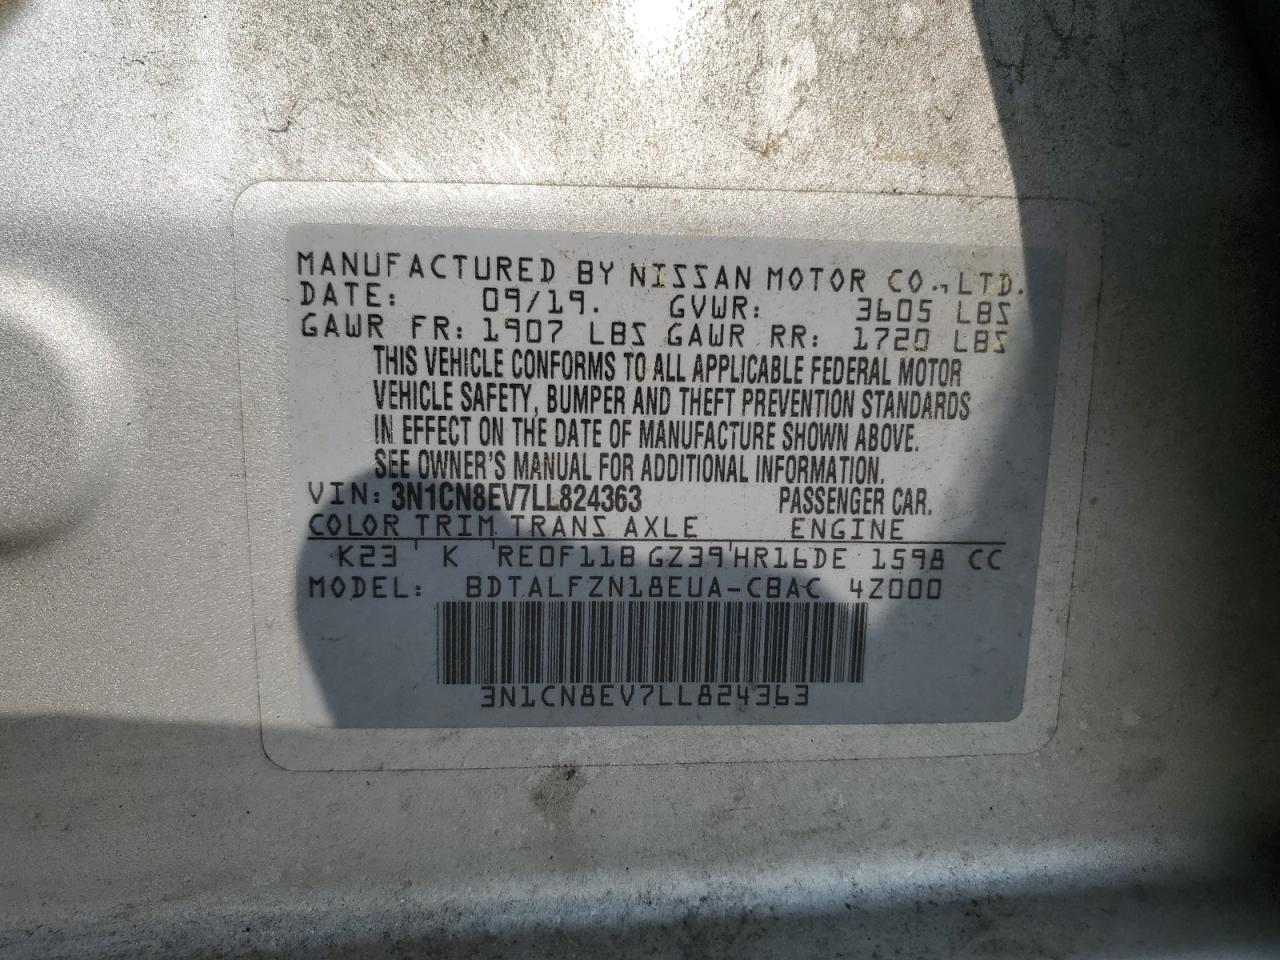 MANUFACTURED BY NISSAN MOTOR CO., LTD.
DATE: 09/19. GVWR: 3605 LBS
GAWR FR: 1907 LBS GAWR RR: 1720 LBS
THIS VEHICLE CONFORMS TO ALL APPLICABLE FEDERAL MOTOR
VEHICLE SAFETY, BUMPER AND THEFT PREVENTION STANDARDS
IN EFFECT ON THE DATE OF MANUFACTURE SHOWN ABOVE.
SEE OWNER'S MANUAL FOR ADDITIONAL INFORMATION.
VIN: 3N1CN8EV7LL824363 PASSENGER CAR.
COLOR TRIM TRANS AXLE ENGINE
K23 ' K ' RE0F11B GZ39 ' HR16DE 1598 CC
MODEL: BDTALFZN18EUA-CBAC 4Z000
3N1CN8EV7LL824363